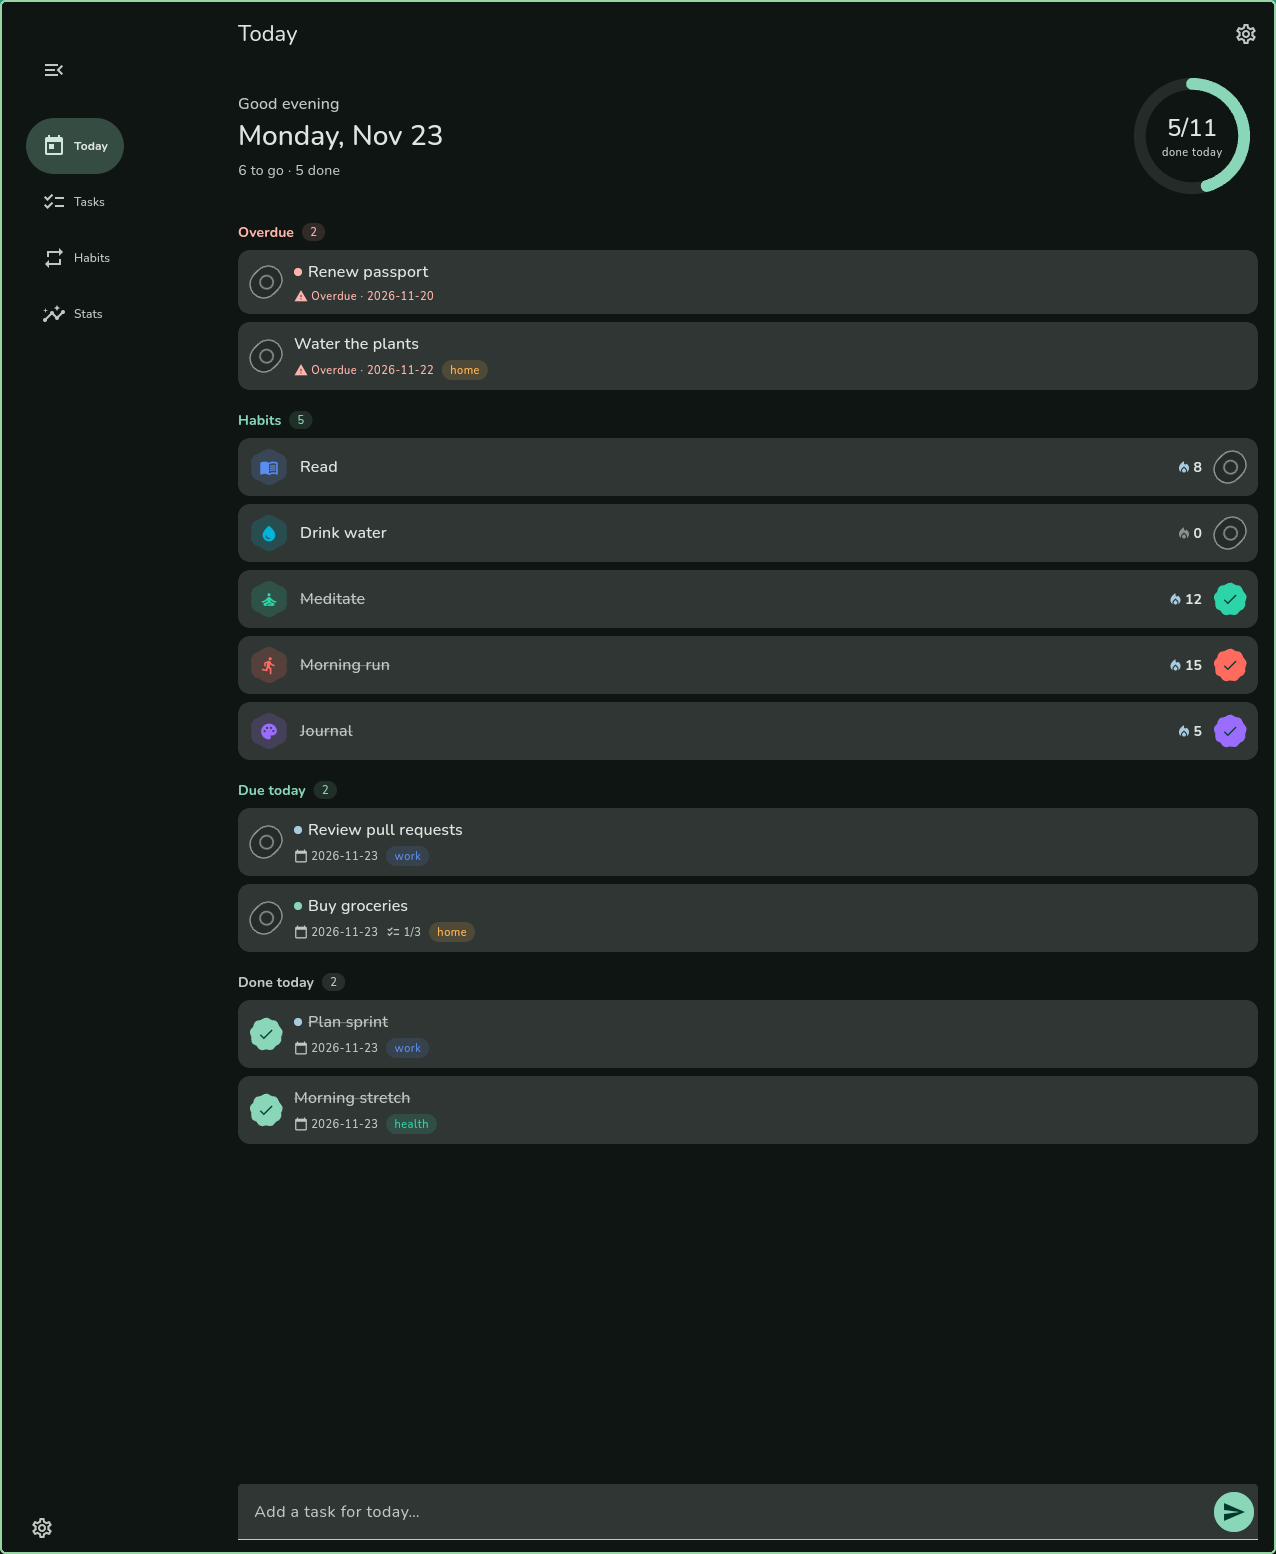 Today
Good evening
Monday, Nov 23
6 to go · 5 done
5/11
done today
Today
Tasks
Habits
Stats
Overdue 2
Renew passport
Overdue · 2026-11-20
Water the plants
Overdue · 2026-11-22 home
Habits 5
Read 8
Drink water 0
Meditate 12
Morning run 15
Journal 5
Due today 2
Review pull requests
2026-11-23 work
Buy groceries
2026-11-23 1/3 home
Done today 2
Plan sprint
2026-11-23 work
Morning stretch
2026-11-23 health
Add a task for today...